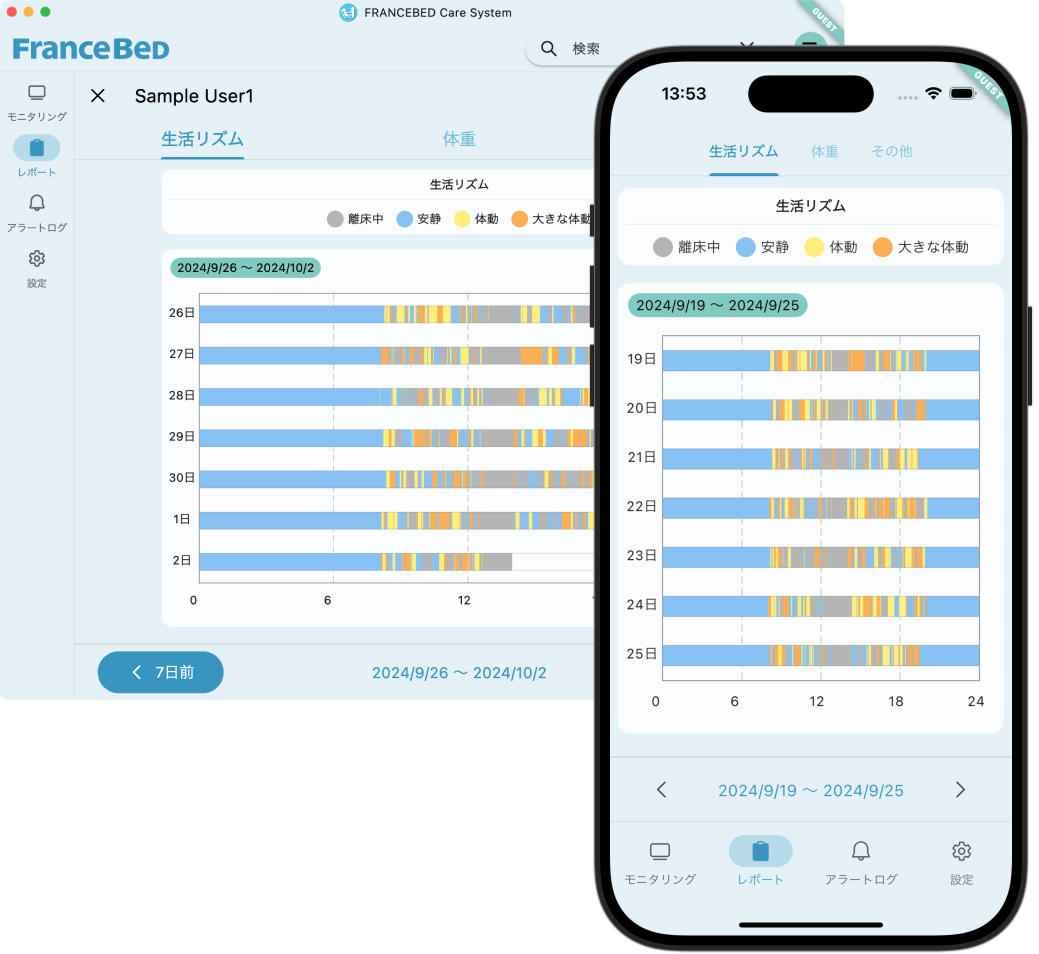 FRANCEBED Care System
GUEST
FranceBed
検索
モニタリング
レポート
アラートログ
設定
Sample User1
生活リズム
体重
生活リズム
離床中 安静 体動 大きな体動
2024/9/26 〜 2024/10/2
26日
27日
28日
29日
30日
1日
2日
0 6 12
7日前
2024/9/26 〜 2024/10/2
13:53
GUEST
生活リズム 体重 その他
生活リズム
離床中 安静 体動 大きな体動
2024/9/19 〜 2024/9/25
19日
20日
21日
22日
23日
24日
25日
0 6 12 18 24
2024/9/19 〜 2024/9/25
モニタリング レポート アラートログ 設定